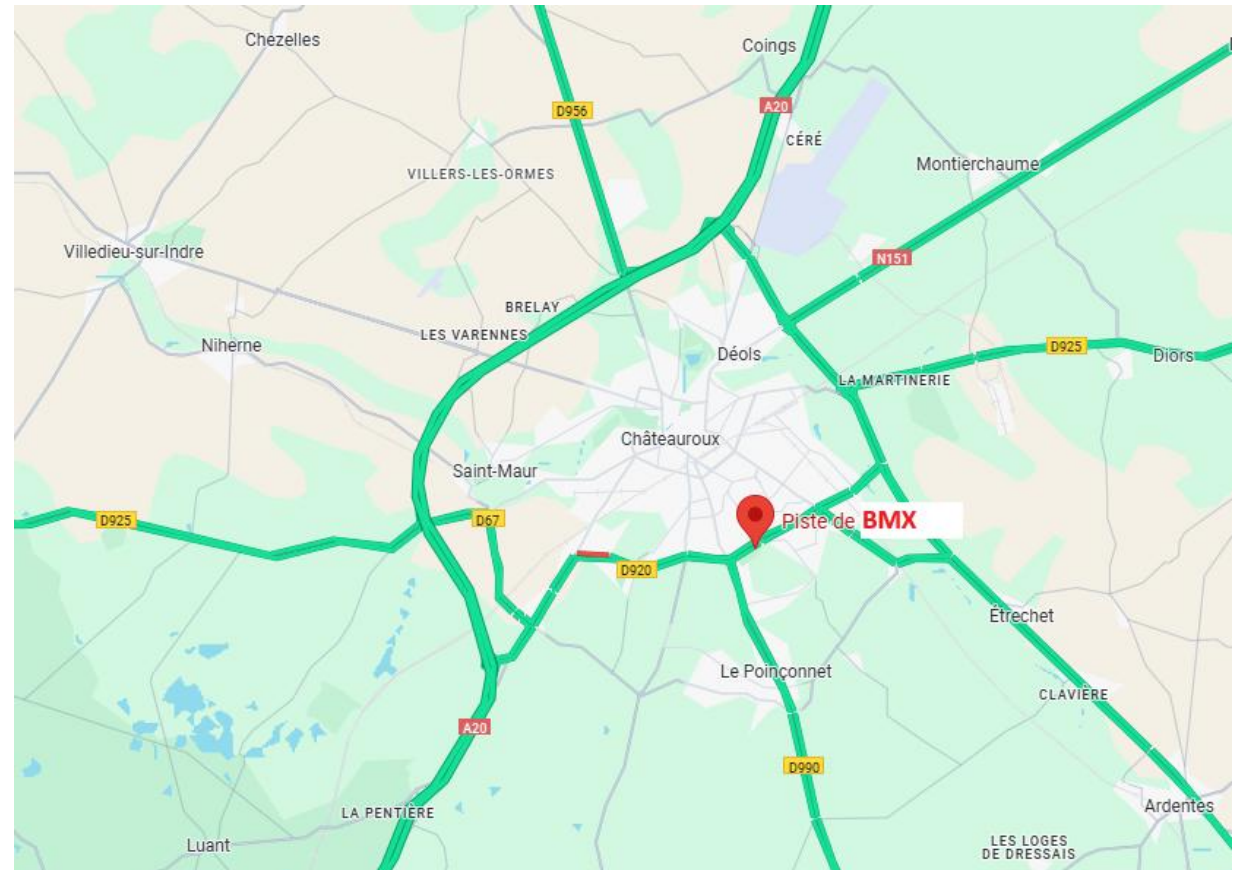 Chezelles
Coings
D956
A20
CÉRÉ
Montierchaume
VILLERS-LES-ORMES
Villedieu-sur-Indre
N151
BRELAY
LES VARENNES
Niherne
Déols
D925
Diors
LA MARTINERIE
Châteauroux
Saint-Maur
D925
D67
Piste de BMX
D920
Étrechet
Le Poinçonnet
CLAVIÈRE
A20
D990
LA PENTIÈRE
Ardentes
Luant
LES LOGES
DE DRESSAIS